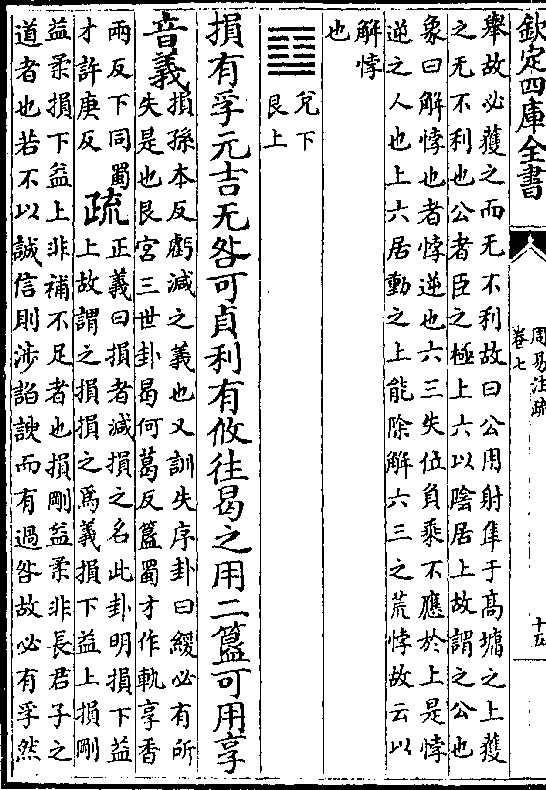 欽定四庫全書
周易注疏
卷七
十五
舉故必獲之而无不利故曰公用射隼于髙墉之上獲
之无不利也公者臣之極上六以隂居上故謂之公也
象曰解悖也者悖逆也六三失位負乘不應於上是悖
逆之人也上六居動之上能除解六三之荒悖故云以
解悖
也
兌下
艮上
損有孚元吉无咎可貞利有攸往曷之用二簋可用享
音義
損孫本反虧減之義也又訓失序卦曰緩必有所
失是也艮宮三世卦曷何葛反簋蜀才作軌享香
兩反下同蜀
才許庚反
疏
正義曰損者減損之名此卦明損下益
上故謂之損損之爲義損下益上損剛
益柔損下益上非補不足者也損剛益柔非長君子之
道者也若不以誠信則涉諂諛而有過咎故必有孚然